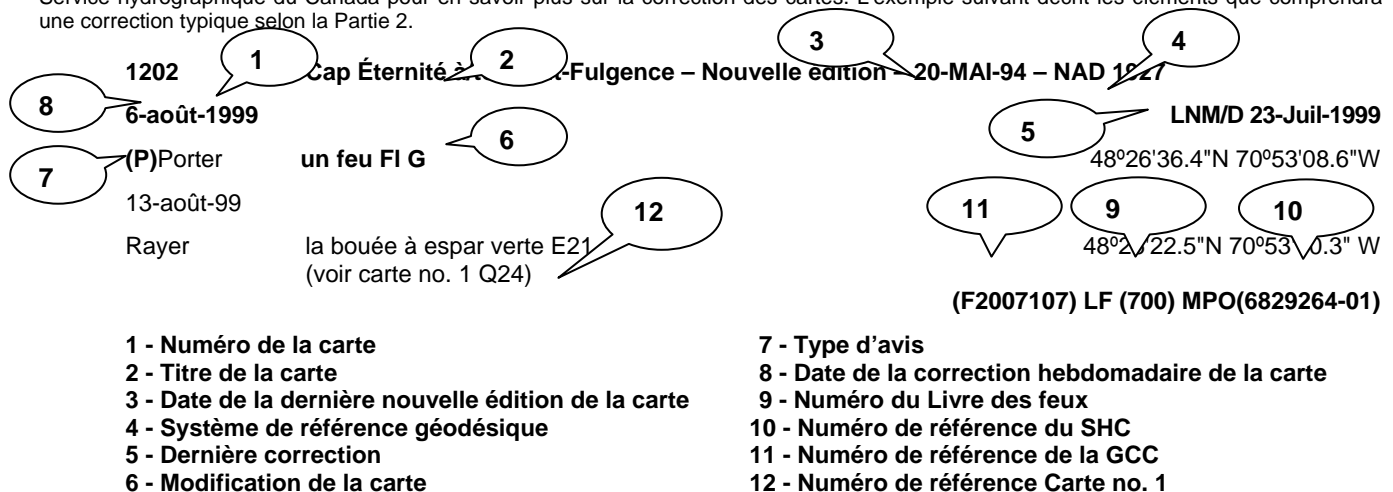 Service hydrographique du Canada pour en savoir plus sur la correction des cartes. L'exemple suivant décrit les éléments que comprendra
une correction typique selon la Partie 2.
1 2 3 4
1202 Cap Éternité Fulgence – Nouvelle édition – 20-MAI-94 – NAD 1927
8 6-août-1999 5 LNM/D 23-Juil-1999
7 (P)Porter un feu Fl G 6 48º26'36.4"N 70º53'08.6"W
13-août-99 12 11 9 10
Rayer la bouée à espar verte E21 22.5"N 70º53 0.3" W
(voir carte no. 1 Q24)
(F2007107) LF (700) MPO(6829264-01)
1 - Numéro de la carte
2 - Titre de la carte
3 - Date de la dernière nouvelle édition de la carte
4 - Système de référence géodésique
5 - Dernière correction
6 - Modification de la carte
7 - Type d'avis
8 - Date de la correction hebdomadaire de la carte
9 - Numéro du Livre des feux
10 - Numéro de référence du SHC
11 - Numéro de référence de la GCC
12 - Numéro de référence Carte no. 1